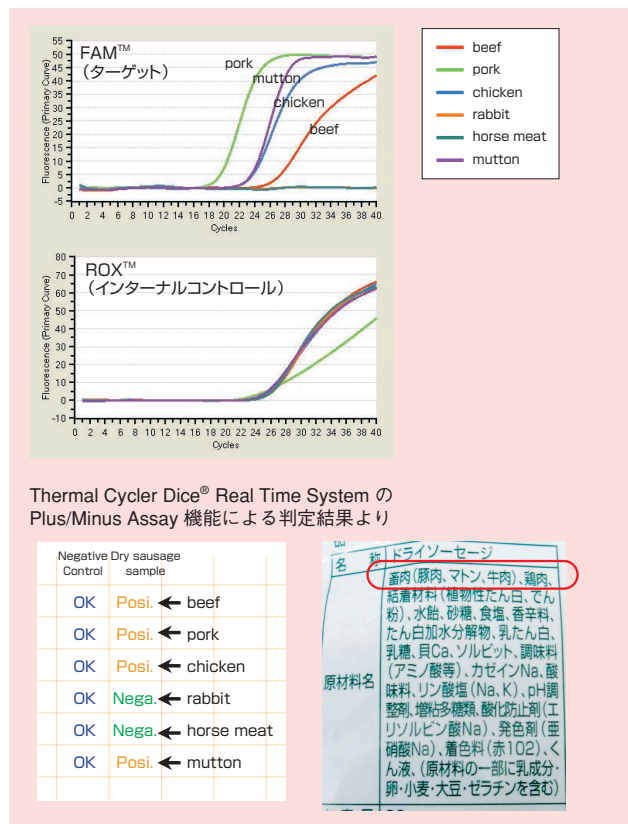 FAM™
(ターゲット)
Fluorescence (Primary Curve)
55
50
45
40
35
30
25
20
15
10
5
0
-5
pork
mutton
chicken
beef
0 2 4 6 8 10 12 14 16 18 20 22 24 26 28 30 32 34 36 38 40
Cycles
beef
pork
chicken
rabbit
horse meat
mutton
ROX™
(インターナルコントロール)
Fluorescence (Primary Curve)
80
70
60
50
40
30
20
10
0
-10
0 2 4 6 8 10 12 14 16 18 20 22 24 26 28 30 32 34 36 38 40
Cycles
Thermal Cycler Dice® Real Time System の
Plus/Minus Assay 機能による判定結果より
Negative Control Dry sausage sample
OK Posi. ← beef
OK Posi. ← pork
OK Posi. ← chicken
OK Nega. ← rabbit
OK Nega. ← horse meat
OK Posi. ← mutton
名 称 ドライソーセージ
原材料名
畜肉(豚肉、マトン、牛肉)、鶏肉、
結着材料(植物性たん白、でん
粉)、水飴、砂糖、食塩、香辛料、
たん白加水分解物、乳たん白、
乳糖、貝Ca、ソルビット、調味料
(アミノ酸等)、カゼインNa、酸
味料、リン酸塩(Na、K)、pH調
整剤、増粘多糖類、酸化防止剤(エ
リソルビン酸Na)、発色剤(亜
硝酸Na)、着色料(赤102)、く
ん液、(原材料の一部に乳成分・
卵・小麦・大豆・ゼラチンを含む)